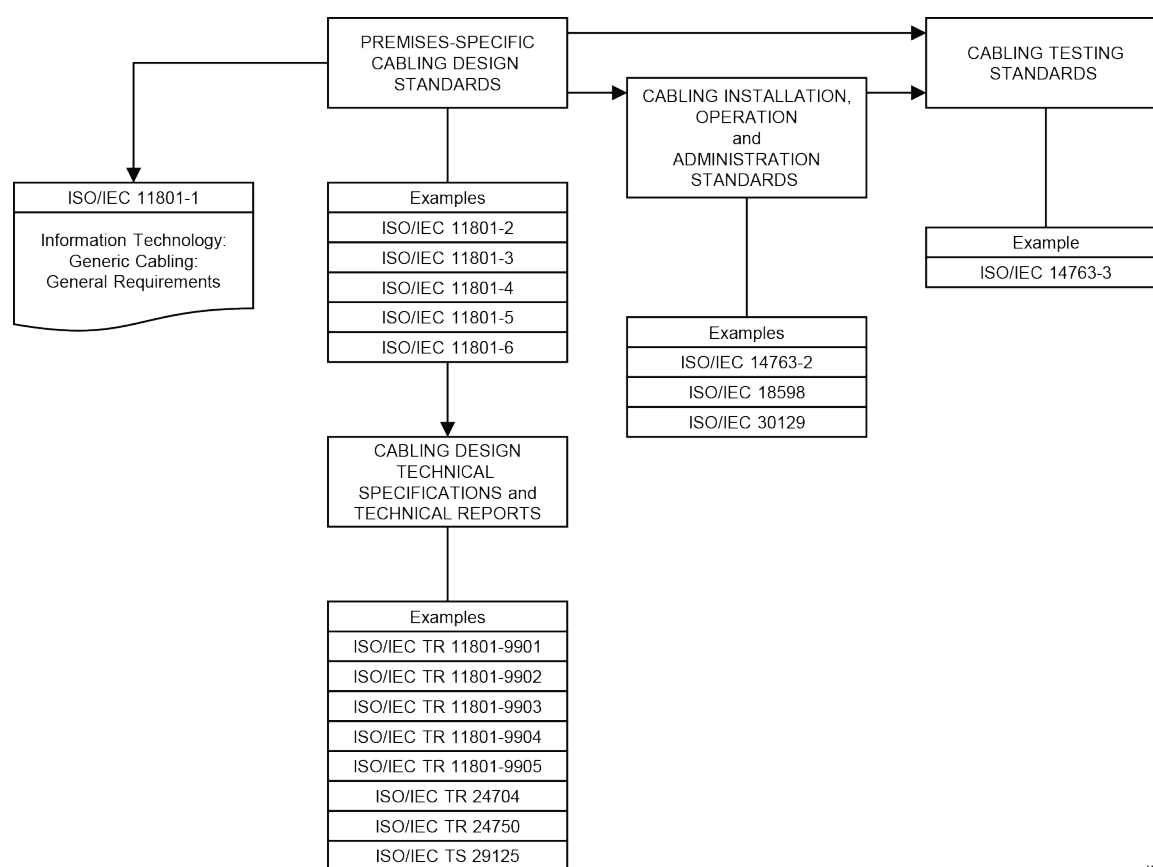 PREMISES-SPECIFIC
CABLING DESIGN
STANDARDS
CABLING TESTING
STANDARDS
CABLING INSTALLATION,
OPERATION
and
ADMINISTRATION
STANDARDS
ISO/IEC 11801-1
Information Technology:
Generic Cabling:
General Requirements
Examples
ISO/IEC 11801-2
ISO/IEC 11801-3
ISO/IEC 11801-4
ISO/IEC 11801-5
ISO/IEC 11801-6
Example
ISO/IEC 14763-3
Examples
ISO/IEC 14763-2
ISO/IEC 18598
ISO/IEC 30129
CABLING DESIGN
TECHNICAL
SPECIFICATIONS and
TECHNICAL REPORTS
Examples
ISO/IEC TR 11801-9901
ISO/IEC TR 11801-9902
ISO/IEC TR 11801-9903
ISO/IEC TR 11801-9904
ISO/IEC TR 11801-9905
ISO/IEC TR 24704
ISO/IEC TR 24750
ISO/IEC TS 29125